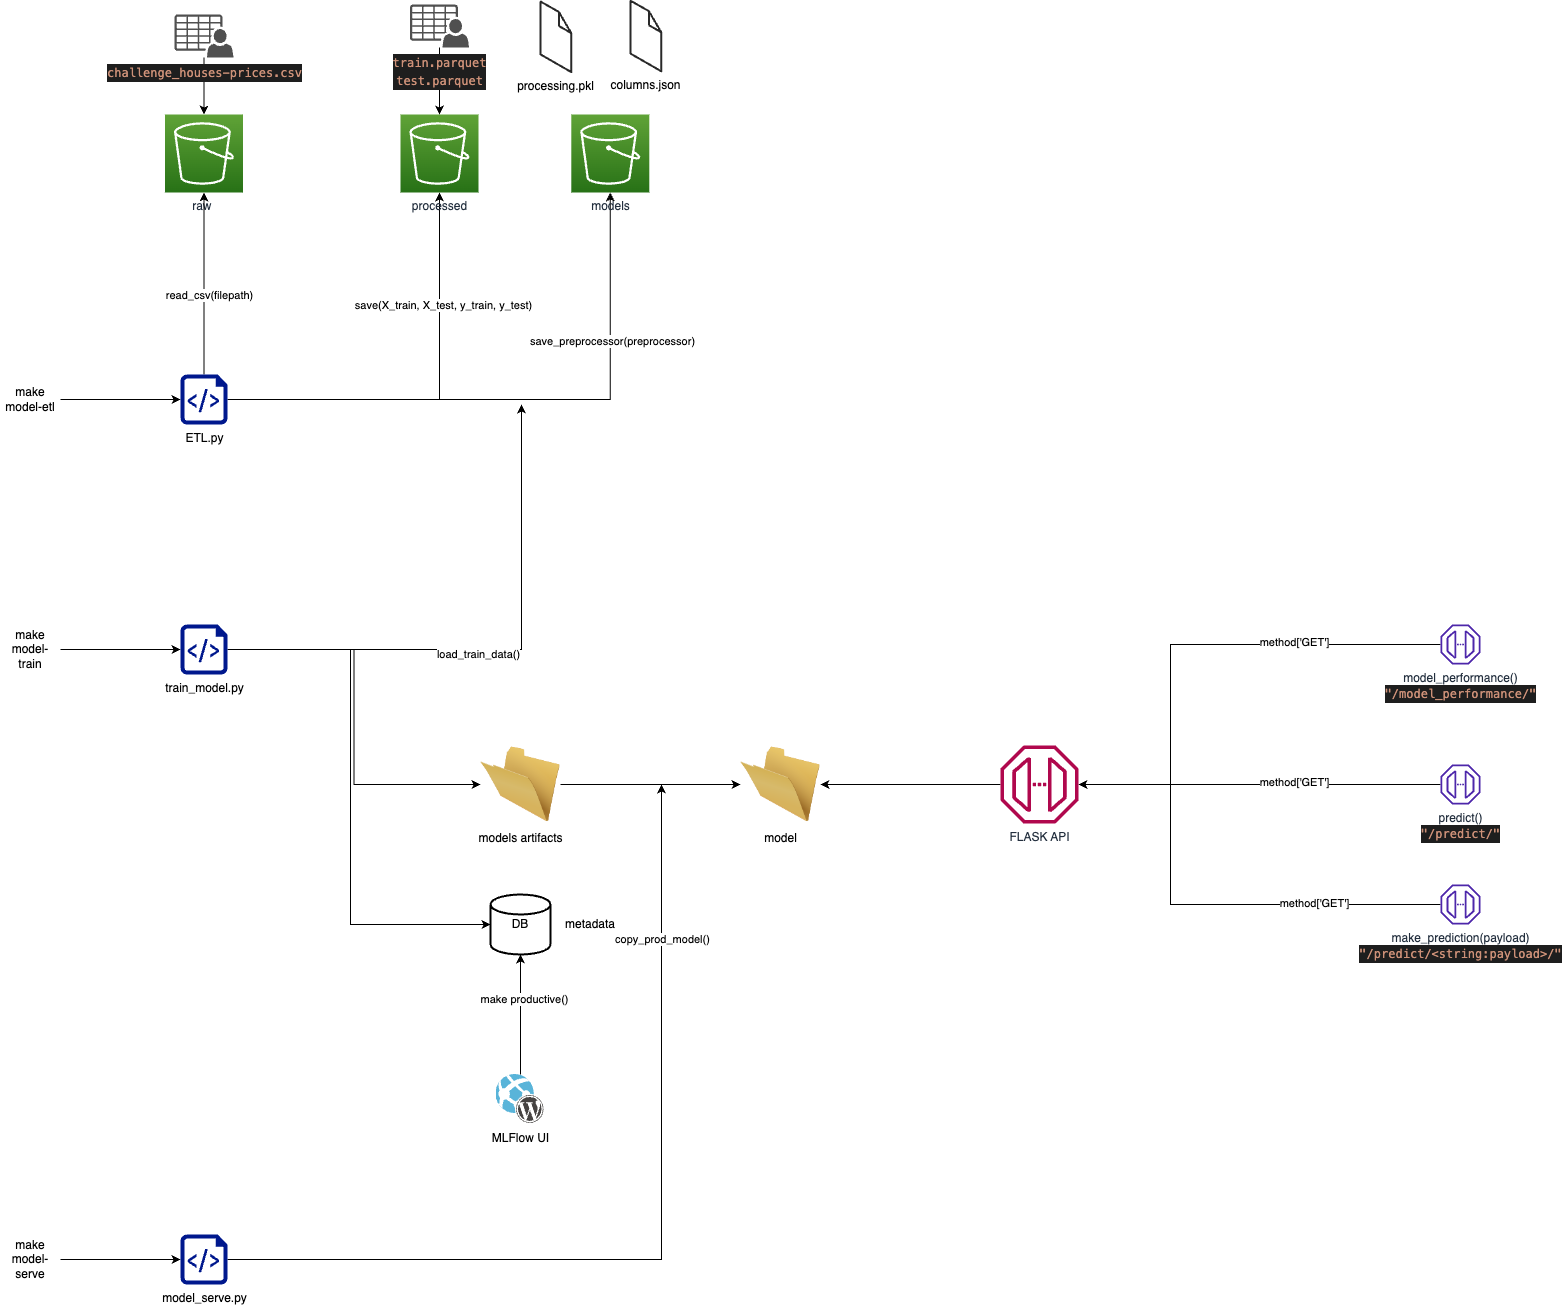 challenge_houses-prices.csv
train.parquet
test.parquet
processing.pkl
columns.json
raw
processed
models
read_csv(filepath)
save(X_train, X_test, y_train, y_test)
save_preprocessor(preprocessor)
make
model-etl
</>
ETL.py
make
model-
train
</>
train_model.py
load_train_data()
method['GET']
model_performance()
"/model_performance/"
models artifacts
model
FLASK API
method['GET']
predict()
"/predict/"
DB
metadata
copy_prod_model()
method['GET']
make_prediction(payload)
"/predict/<string:payload>/"
make productive()
W
MLFlow UI
make
model-
serve
</>
model_serve.py